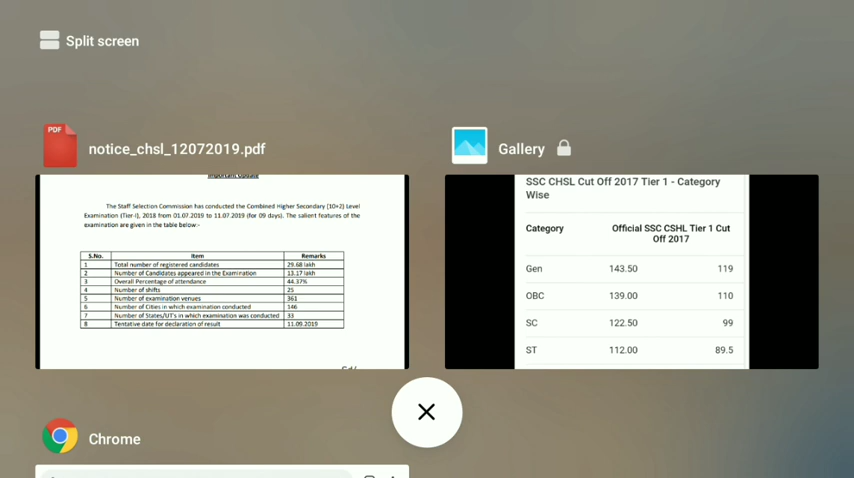 Split screen
PDF
notice_chsl_12072019.pdf
Important Update
The Staff Selection Commission has conducted the Combined Higher Secondary (10+2) Level
Examination (Tier-I), 2018 from 01.07.2019 to 11.07.2019 (for 09 days). The salient features of the
examination are given in the table below:-
S.No. Item Remarks
1 Total number of registered candidates 29.68 lakh
2 Number of Candidates appeared in the Examination 13.17 lakh
3 Overall Percentage of attendance 44.37%
4 Number of shifts 25
5 Number of examination venues 361
6 Number of Cities in which examination conducted 146
7 Number of States/UT's in which examination was conducted 33
8 Tentative date for declaration of result 11.09.2019
Gallery
SSC CHSL Cut Off 2017 Tier 1 - Category
Wise
Category Official SSC CSHL Tier 1 Cut
Off 2017
Gen 143.50 119
OBC 139.00 110
SC 122.50 99
ST 112.00 89.5
Chrome